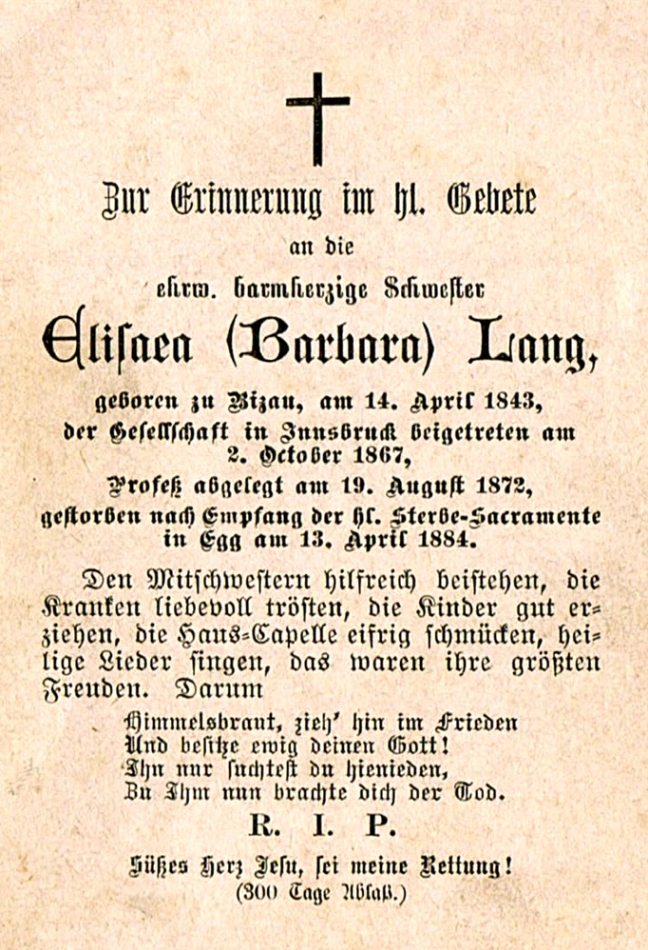 Zur Erinnerung im hl. Gebete
an die
ehrw. barmherzige Schwester
Elisaea (Barbara) Lang,
geboren zu Bizau, am 14. April 1843,
der Gesellschaft in Innsbruck beigetreten am
2. October 1867,
Profeß abgelegt am 19. August 1872,
gestorben nach Empfang der hl. Sterbe-Sacramente
in Egg am 13. April 1884.
Den Mitschwestern hilfreich beistehen, die
Kranken liebevoll trösten, die Kinder gut er-
ziehen, die Haus-Capelle eifrig schmücken, hei-
lige Lieder singen, das waren ihre größten
Freuden. Darum
Himmelsbraut, zieh' hin im Frieden
Und besitze ewig deinen Gott!
Ihn nur suchtest du hienieden,
Zu Ihm nun brachte dich der Tod.
R. I. P.
Süßes Herz Jesu, sei meine Rettung!
(300 Tage Ablaß.)